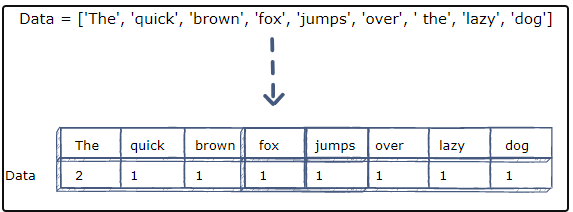 Data = ['The', 'quick', 'brown', 'fox', 'jumps', 'over', ' the', 'lazy', 'dog']
The quick brown fox jumps over lazy dog
Data 2 1 1 1 1 1 1 1